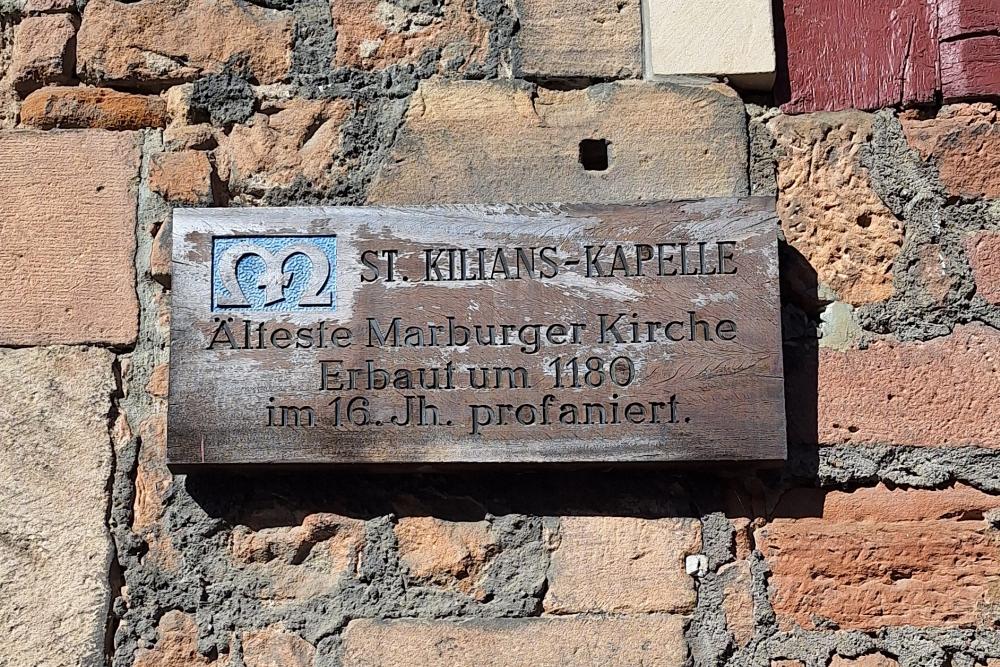 ST. KILIANS-KAPELLE
Älteste Marburger Kirche
Erbaut um 1180
im 16. Jh. profaniert.